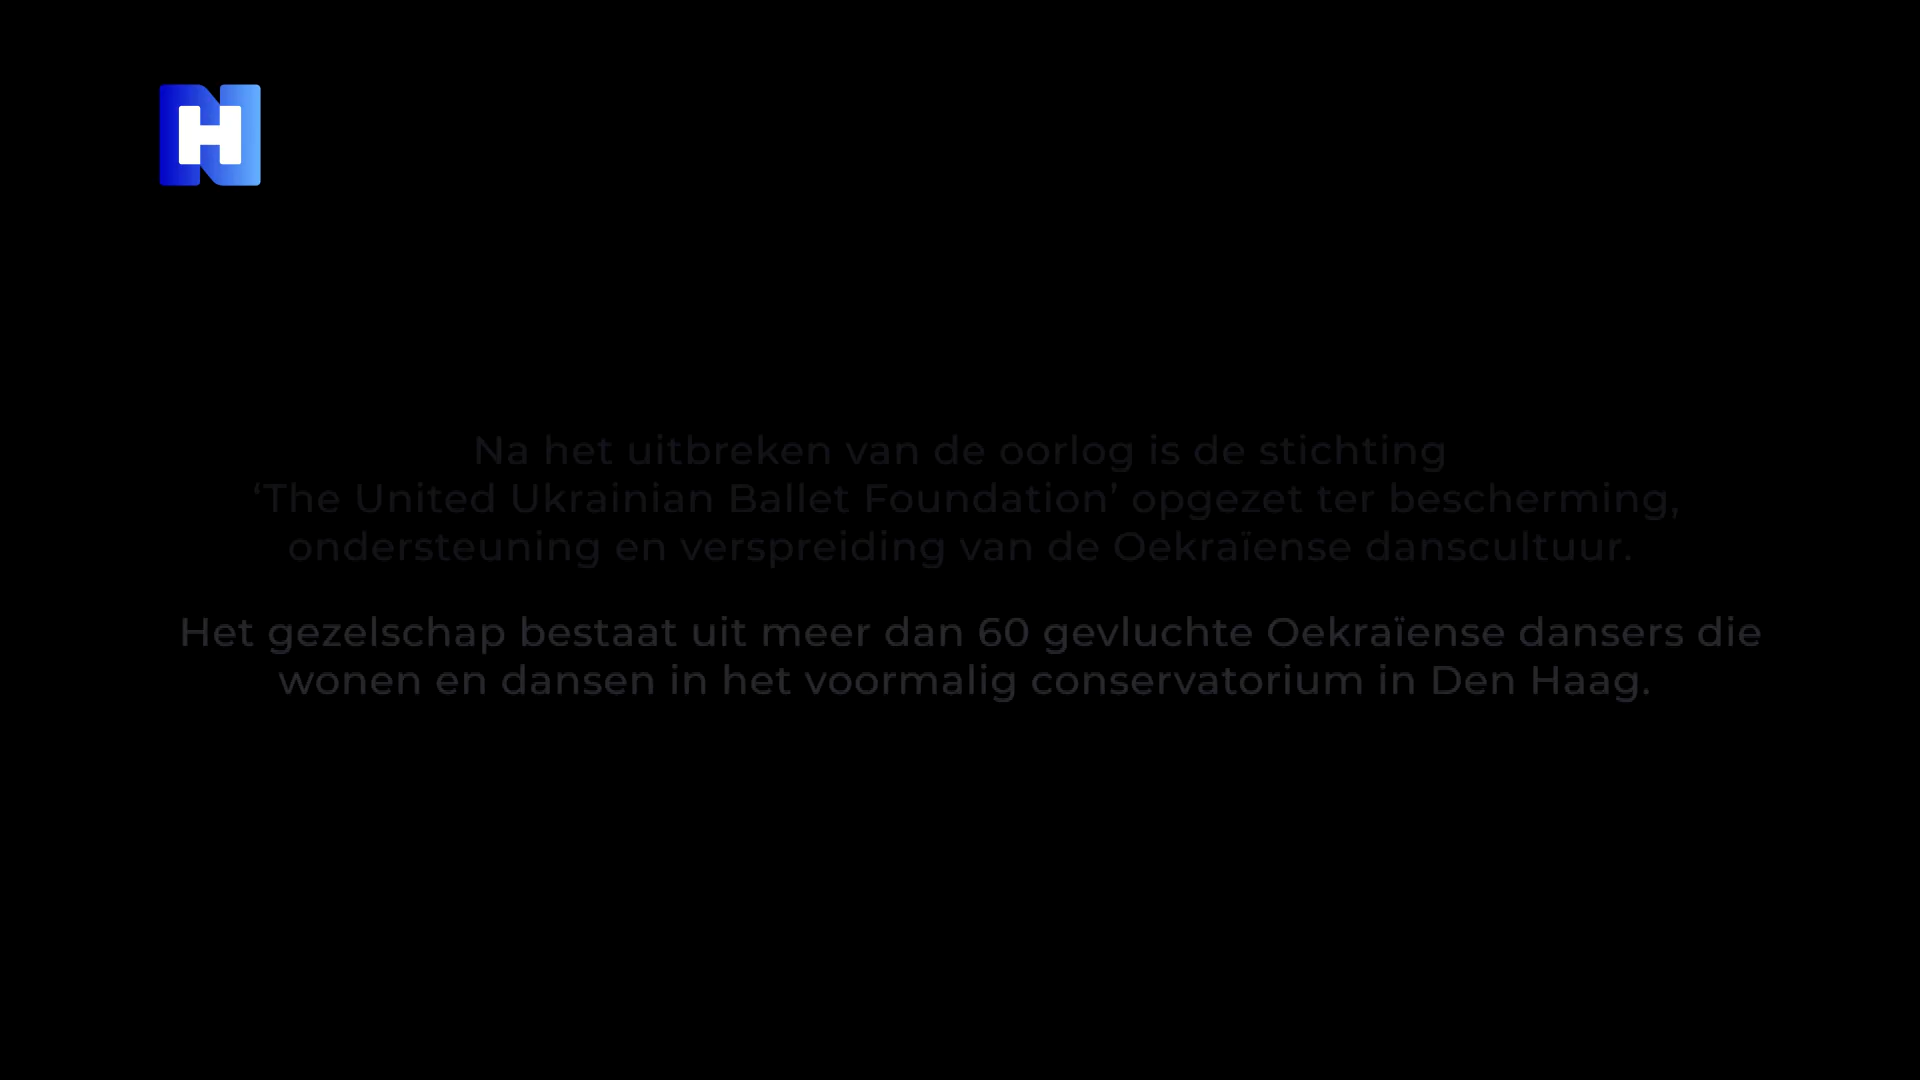 NH
Na het uitbreken van de oorlog is de stichting
‘The United Ukrainian Ballet Foundation’ opgezet ter bescherming,
ondersteuning en verspreiding van de Oekraïense danscultuur.
Het gezelschap bestaat uit meer dan 60 gevluchte Oekraïense dansers die
wonen en dansen in het voormalig conservatorium in Den Haag.